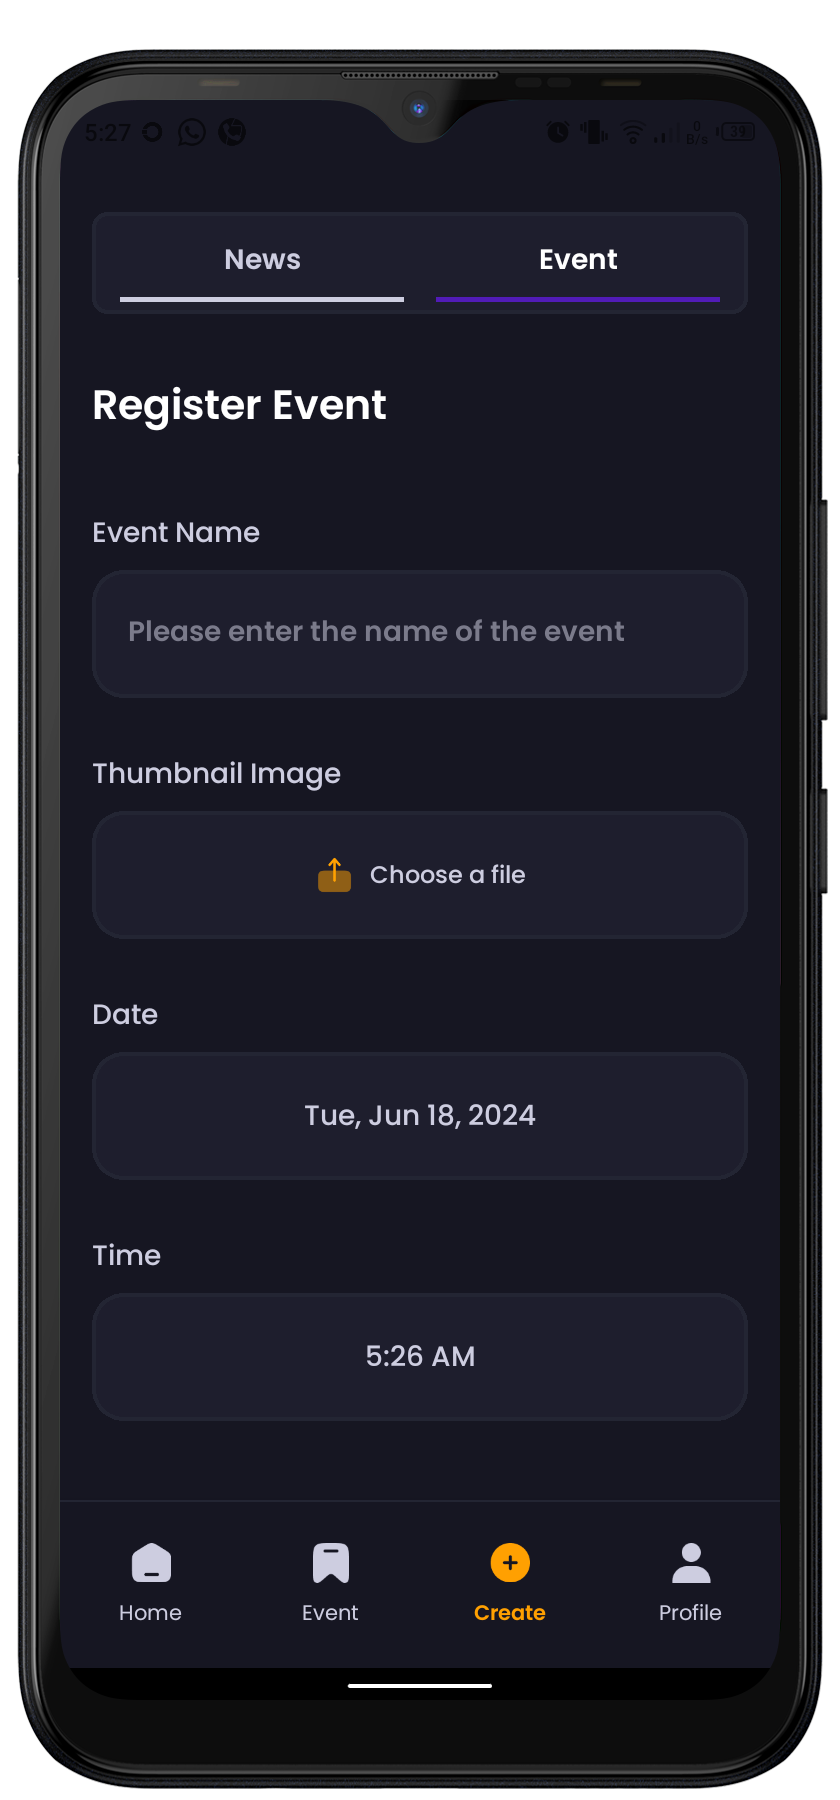 5:27
0
B/s
39
News
Event
Register Event
Event Name
Please enter the name of the event
Thumbnail Image
Choose a file
Date
Tue, Jun 18, 2024
Time
5:26 AM
Home
Event
Create
Profile